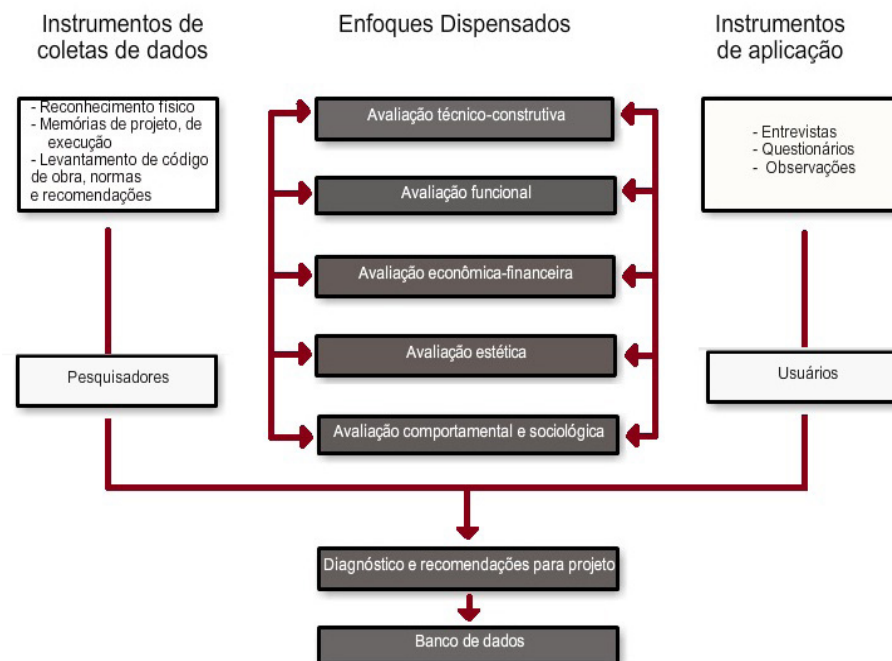 Instrumentos de
coletas de dados
- Reconhecimento físico
- Memórias de projeto, de
execução
- Levantamento de código
de obra, normas
e recomendações
Pesquisadores
Enfoques Dispensados
Avaliação técnico-construtiva
Avaliação funcional
Avaliação econômica-financeira
Avaliação estética
Avaliação comportamental e sociológica
Instrumentos
de aplicação
- Entrevistas
- Questionários
- Observações
Usuários
Diagnóstico e recomendações para projeto
Banco de dados